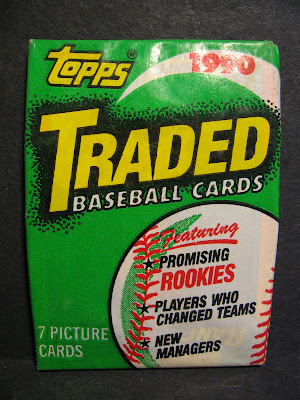 topps®
1990
TRADED
BASEBALL CARDS
Featuring
★ PROMISING
ROOKIES
★ PLAYERS WHO
CHANGED TEAMS
★ NEW
MANAGERS
7 PICTURE
CARDS